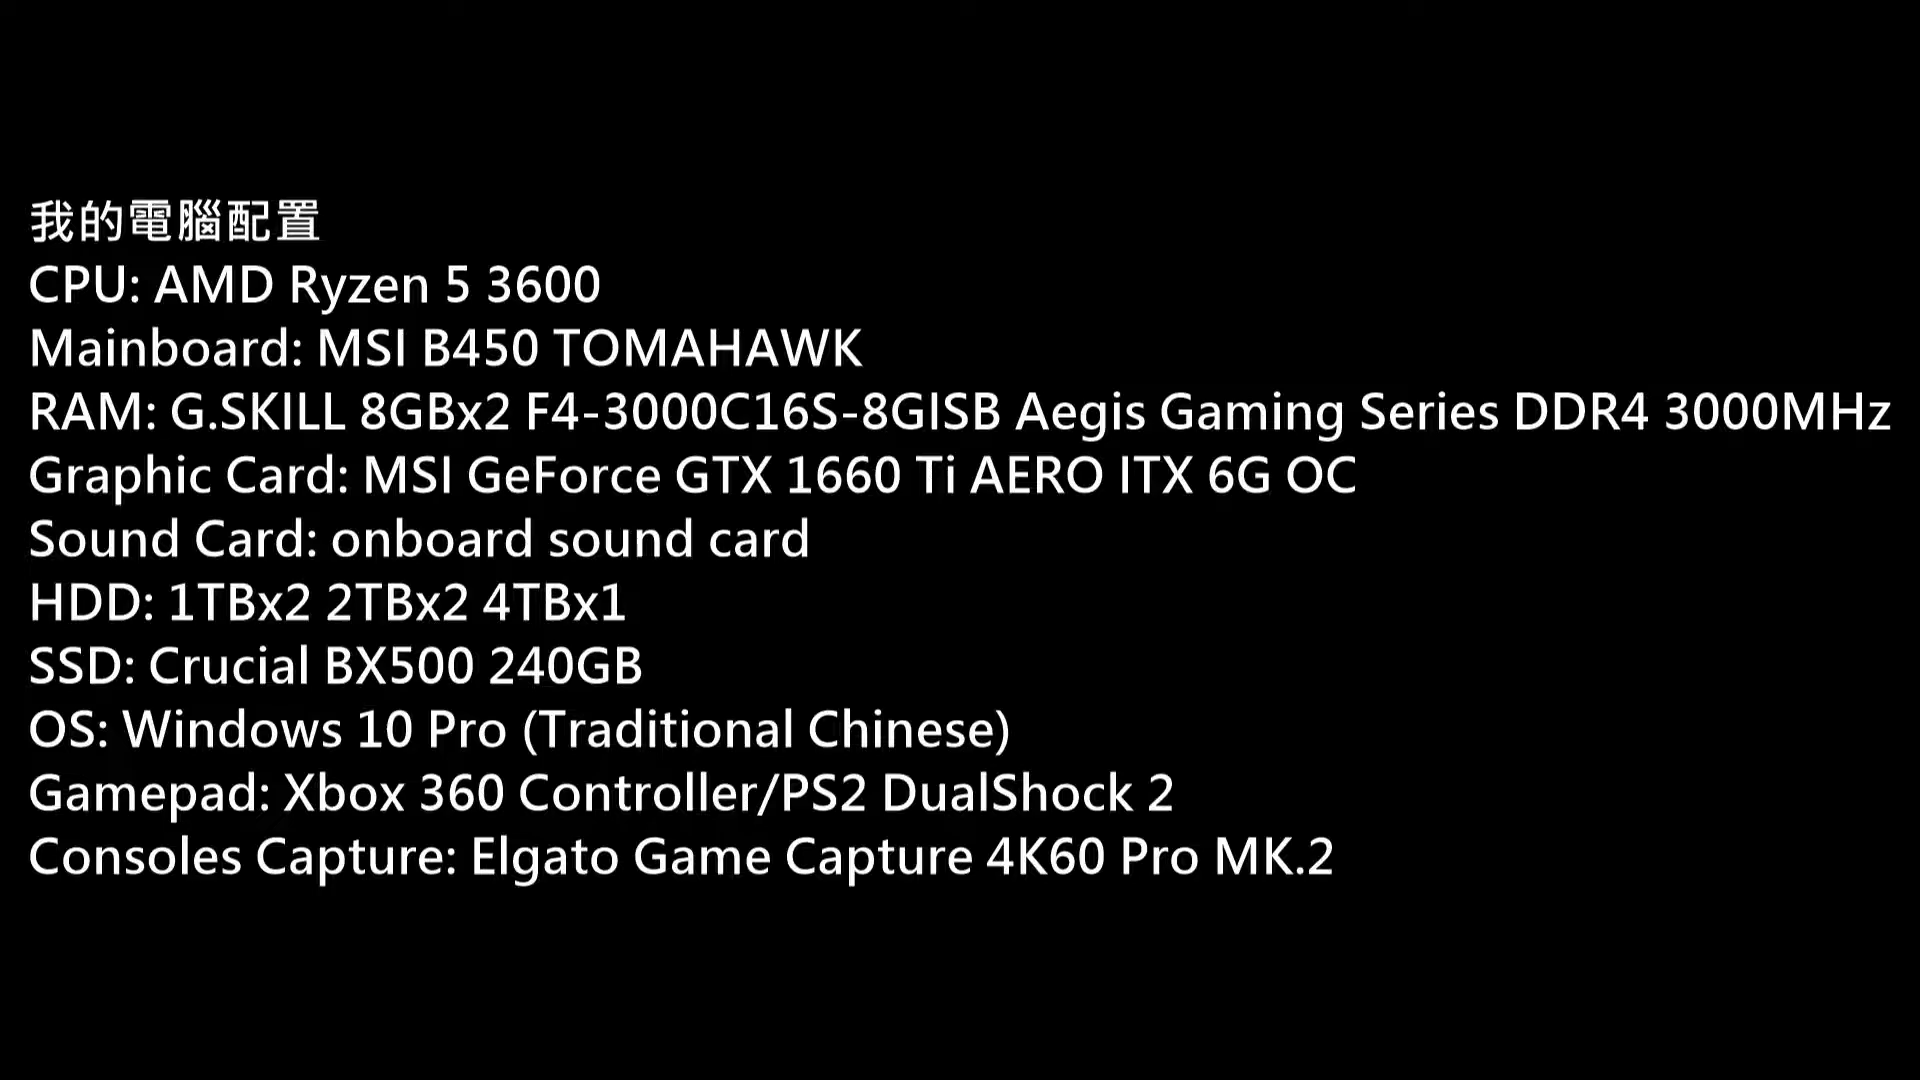 我的電腦配置
CPU: AMD Ryzen 5 3600
Mainboard: MSI B450 TOMAHAWK
RAM: G.SKILL 8GBx2 F4-3000C16S-8GISB Aegis Gaming Series DDR4 3000MHz
Graphic Card: MSI GeForce GTX 1660 Ti AERO ITX 6G OC
Sound Card: onboard sound card
HDD: 1TBx2 2TBx2 4TBx1
SSD: Crucial BX500 240GB
OS: Windows 10 Pro (Traditional Chinese)
Gamepad: Xbox 360 Controller/PS2 DualShock 2
Consoles Capture: Elgato Game Capture 4K60 Pro MK.2